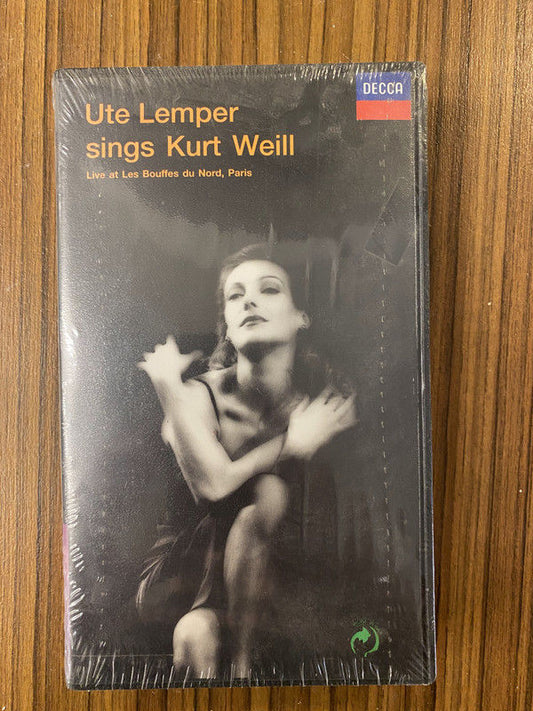 DECCA
Ute Lemper
sings Kurt Weill
Live at Les Bouffes du Nord, Paris